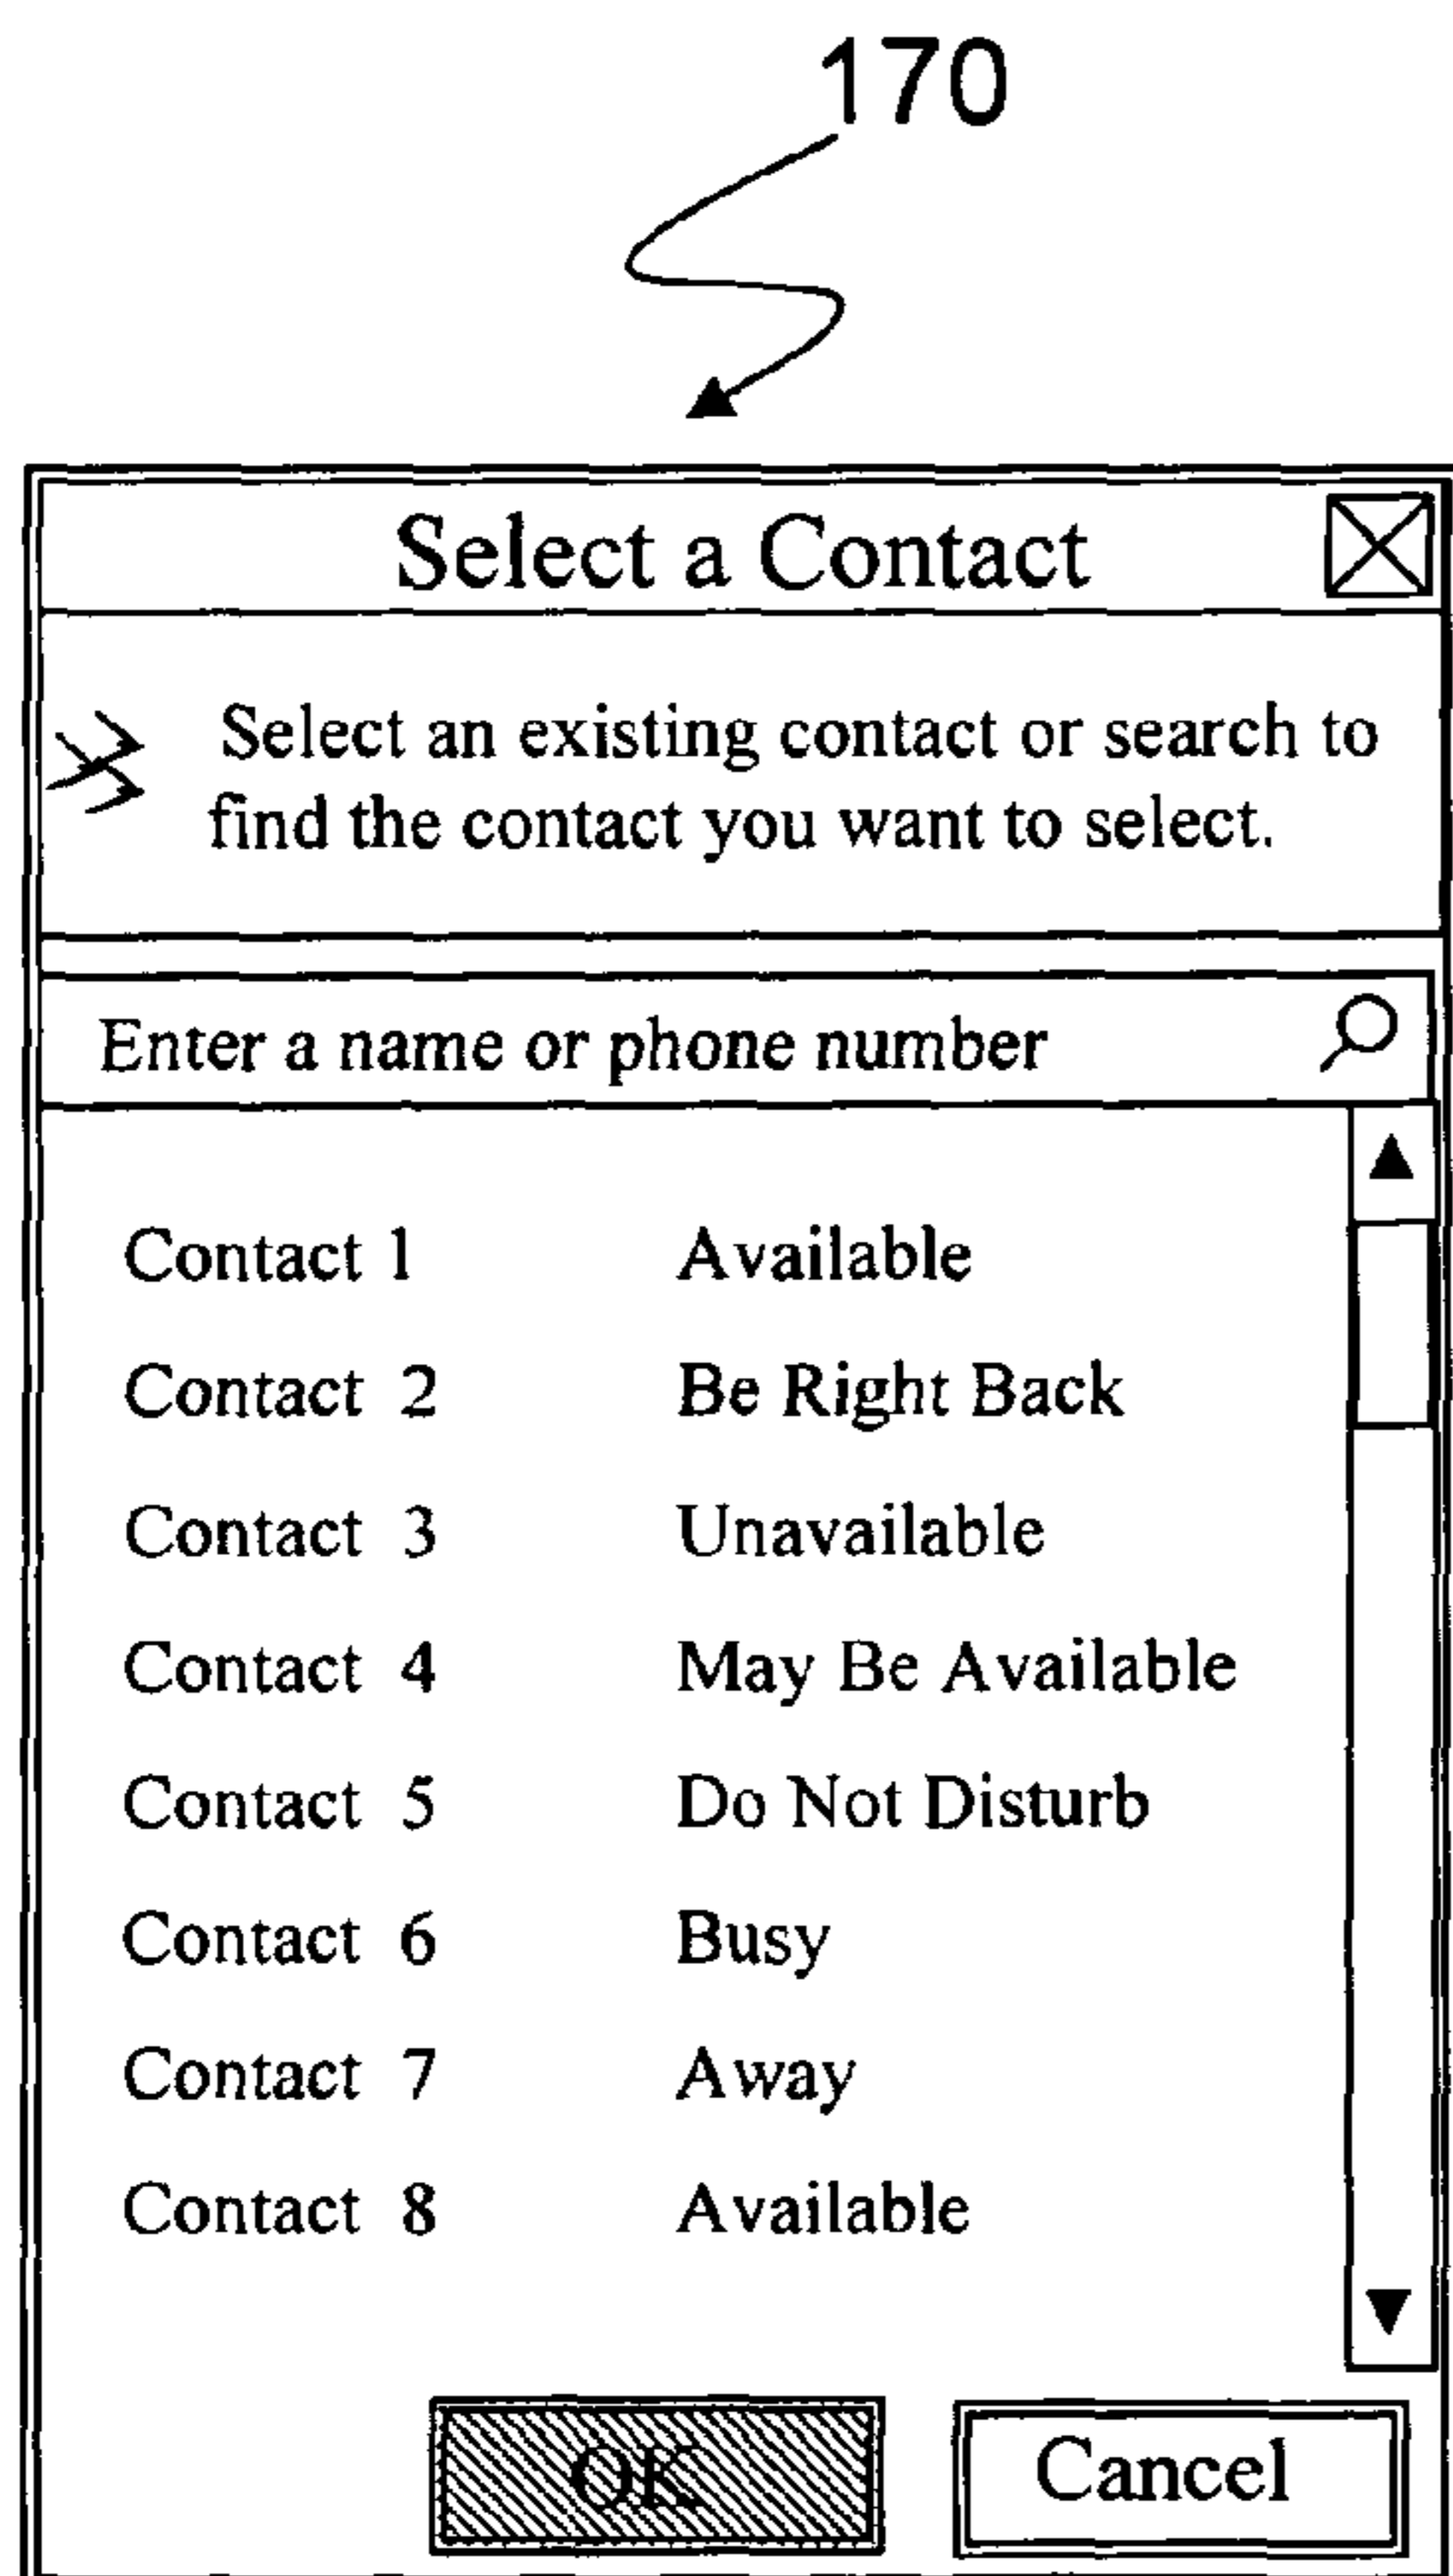 170
Select a Contact
Select an existing contact or search to
find the contact you want to select.
Enter a name or phone number
Contact 1 Available
Contact 2 Be Right Back
Contact 3 Unavailable
Contact 4 May Be Available
Contact 5 Do Not Disturb
Contact 6 Busy
Contact 7 Away
Contact 8 Available
OK Cancel